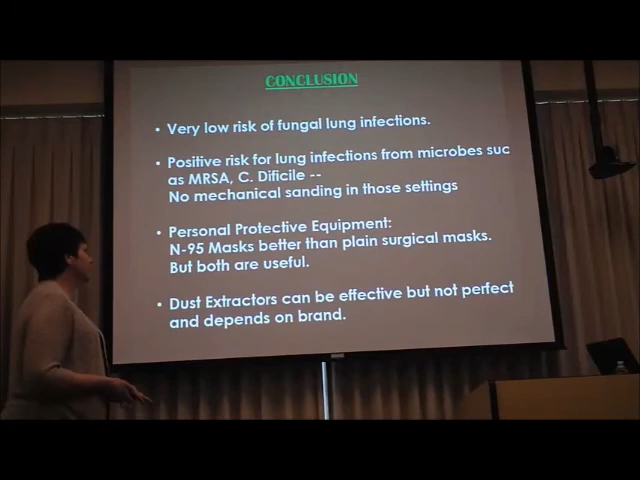 CONCLUSION
• Very low risk of fungal lung infections.
• Positive risk for lung infections from microbes suc
as MRSA, C. Dificile --
No mechanical sanding in those settings
• Personal Protective Equipment:
N-95 Masks better than plain surgical masks.
But both are useful.
• Dust Extractors can be effective but not perfect
and depends on brand.